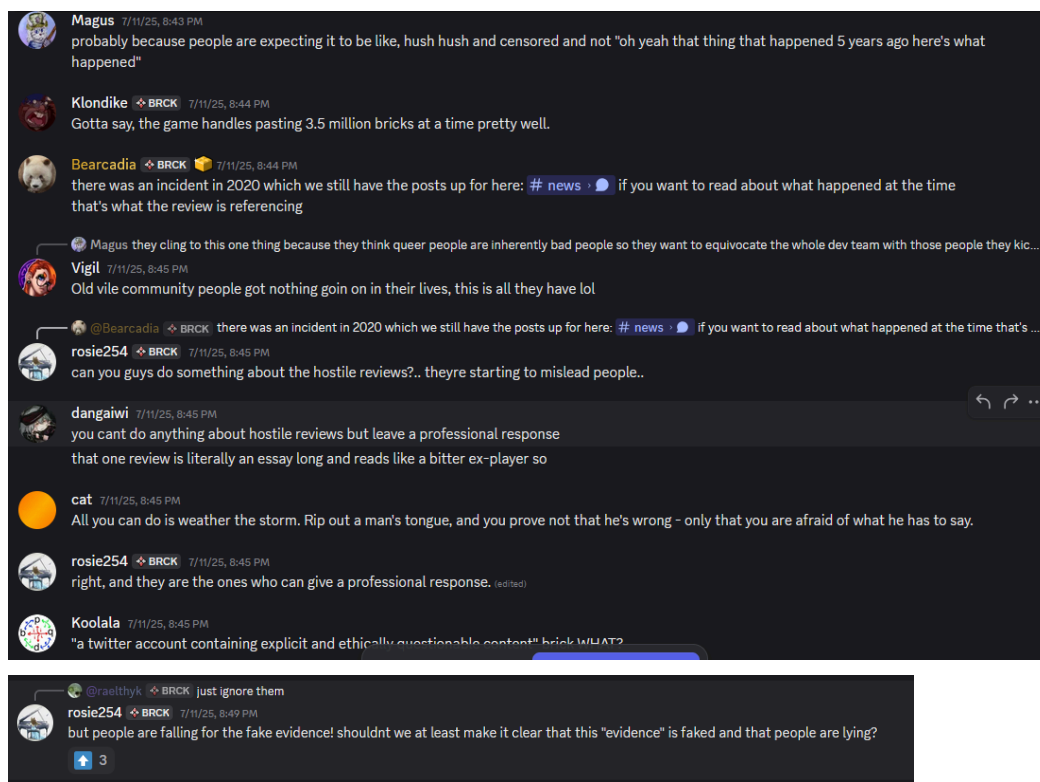 Magus 7/11/25, 8:43 PM
probably because people are expecting it to be like, hush hush and censored and not "oh yeah that thing that happened 5 years ago here's what
happened"
Klondike BRCK 7/11/25, 8:44 PM
Gotta say, the game handles pasting 3.5 million bricks at a time pretty well.
Bearcadia BRCK 7/11/25, 8:44 PM
there was an incident in 2020 which we still have the posts up for here: # news › if you want to read about what happened at the time
that's what the review is referencing
Magus they cling to this one thing because they think queer people are inherently bad people so they want to equivocate the whole dev team with those people they kic...
Vigil 7/11/25, 8:45 PM
Old vile community people got nothing goin on in their lives, this is all they have lol
@Bearcadia BRCK there was an incident in 2020 which we still have the posts up for here: # news › if you want to read about what happened at the time that's ...
rosie254 BRCK 7/11/25, 8:45 PM
can you guys do something about the hostile reviews?.. theyre starting to mislead people..
dangaiwi 7/11/25, 8:45 PM
you cant do anything about hostile reviews but leave a professional response
that one review is literally an essay long and reads like a bitter ex-player so
cat 7/11/25, 8:45 PM
All you can do is weather the storm. Rip out a man's tongue, and you prove not that he's wrong - only that you are afraid of what he has to say.
rosie254 BRCK 7/11/25, 8:45 PM
right, and they are the ones who can give a professional response. (edited)
Koolala 7/11/25, 8:45 PM
"a twitter account containing explicit and ethically questionable content" brick WHAT?
@raelthyk BRCK just ignore them
rosie254 BRCK 7/11/25, 8:49 PM
but people are falling for the fake evidence! shouldnt we at least make it clear that this "evidence" is faked and that people are lying?
3